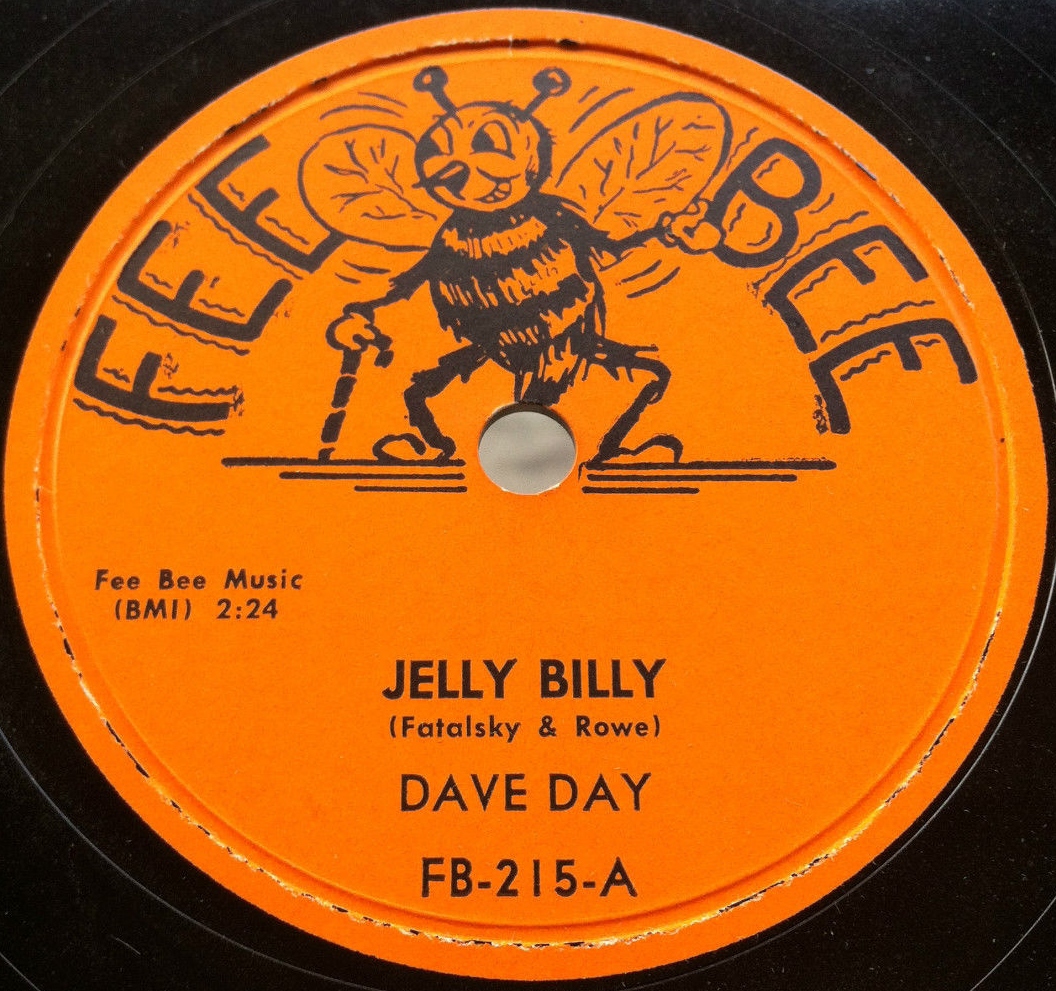 FEE BEE
Fee Bee Music
(BMI) 2:24
JELLY BILLY
(Fatalsky & Rowe)
DAVE DAY
FB-215-A